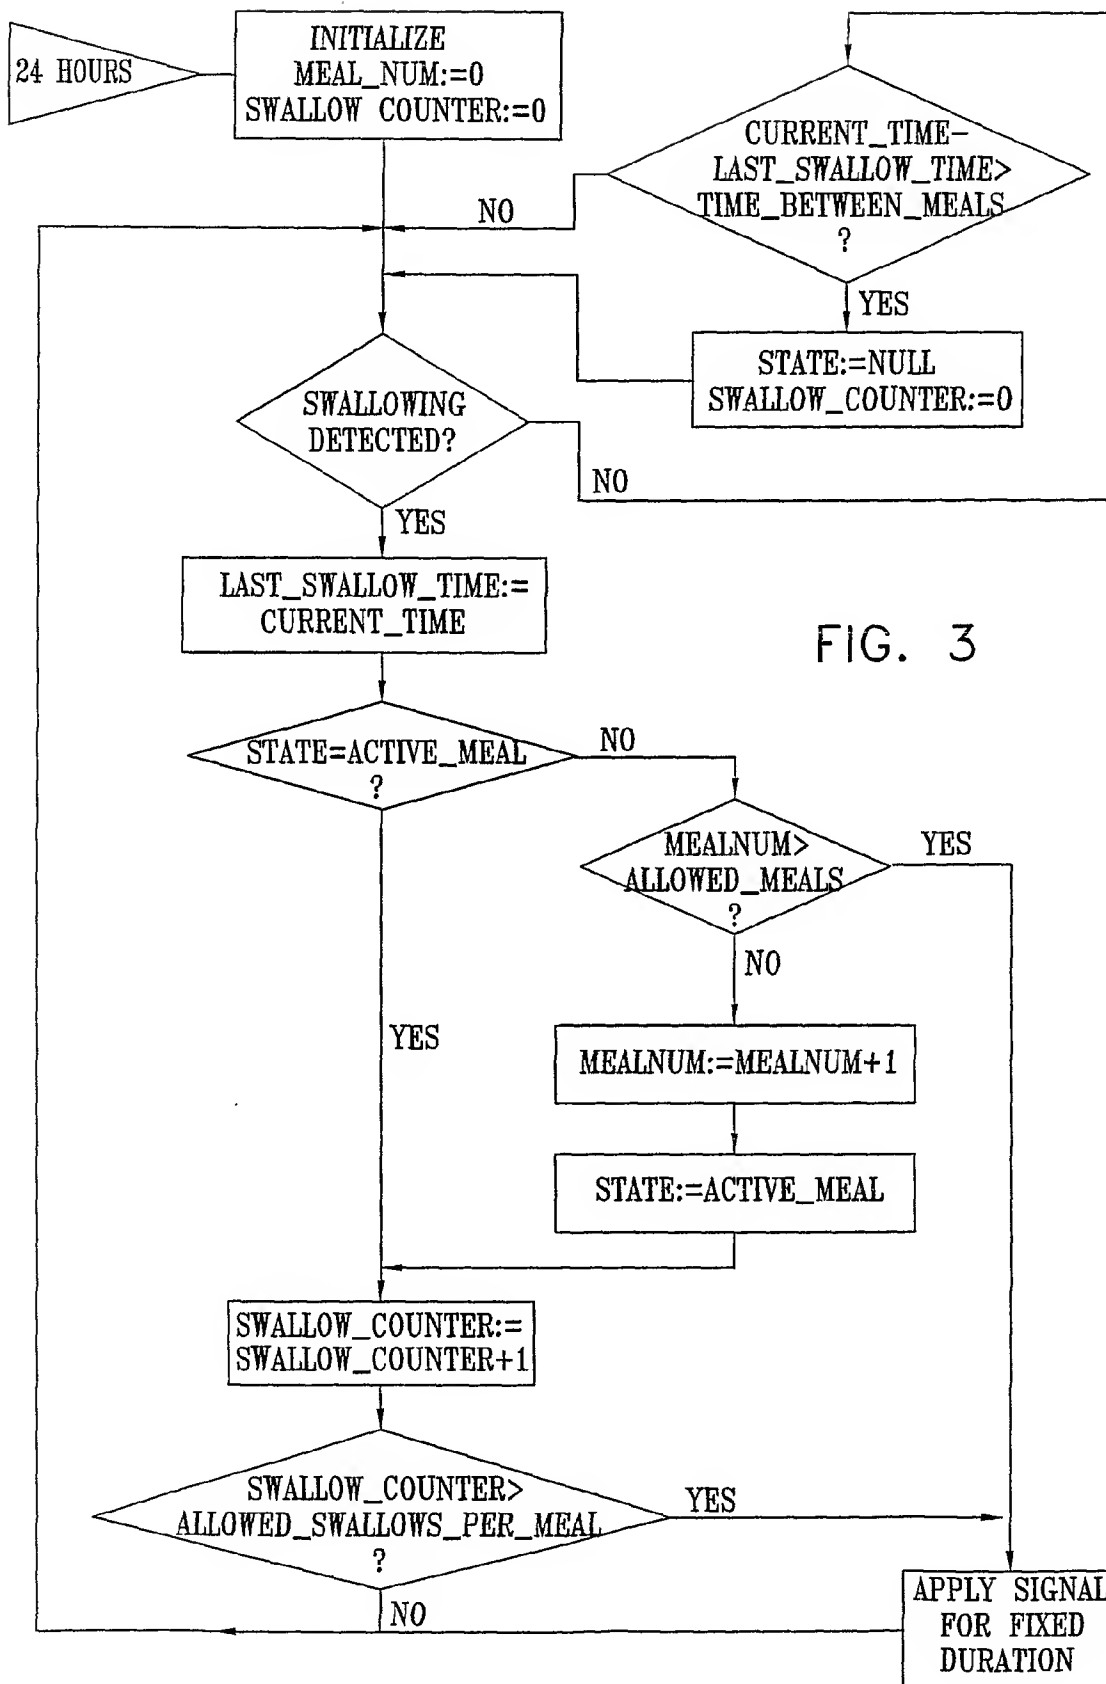 24 HOURS
INITIALIZE
MEAL_NUM:=0
SWALLOW COUNTER:=0
CURRENT_TIME-
LAST_SWALLOW_TIME>
TIME_BETWEEN_MEALS
?
NO
YES
STATE:=NULL
SWALLOW_COUNTER:=0
SWALLOWING
DETECTED?
NO
YES
LAST_SWALLOW_TIME:=
CURRENT_TIME
FIG. 3
STATE=ACTIVE_MEAL
?
NO
MEALNUM>
ALLOWED_MEALS
?
YES
NO
YES
MEALNUM:=MEALNUM+1
STATE:=ACTIVE_MEAL
SWALLOW_COUNTER:=
SWALLOW_COUNTER+1
SWALLOW_COUNTER>
ALLOWED_SWALLOWS_PER_MEAL
?
YES
NO
APPLY SIGNAL
FOR FIXED
DURATION